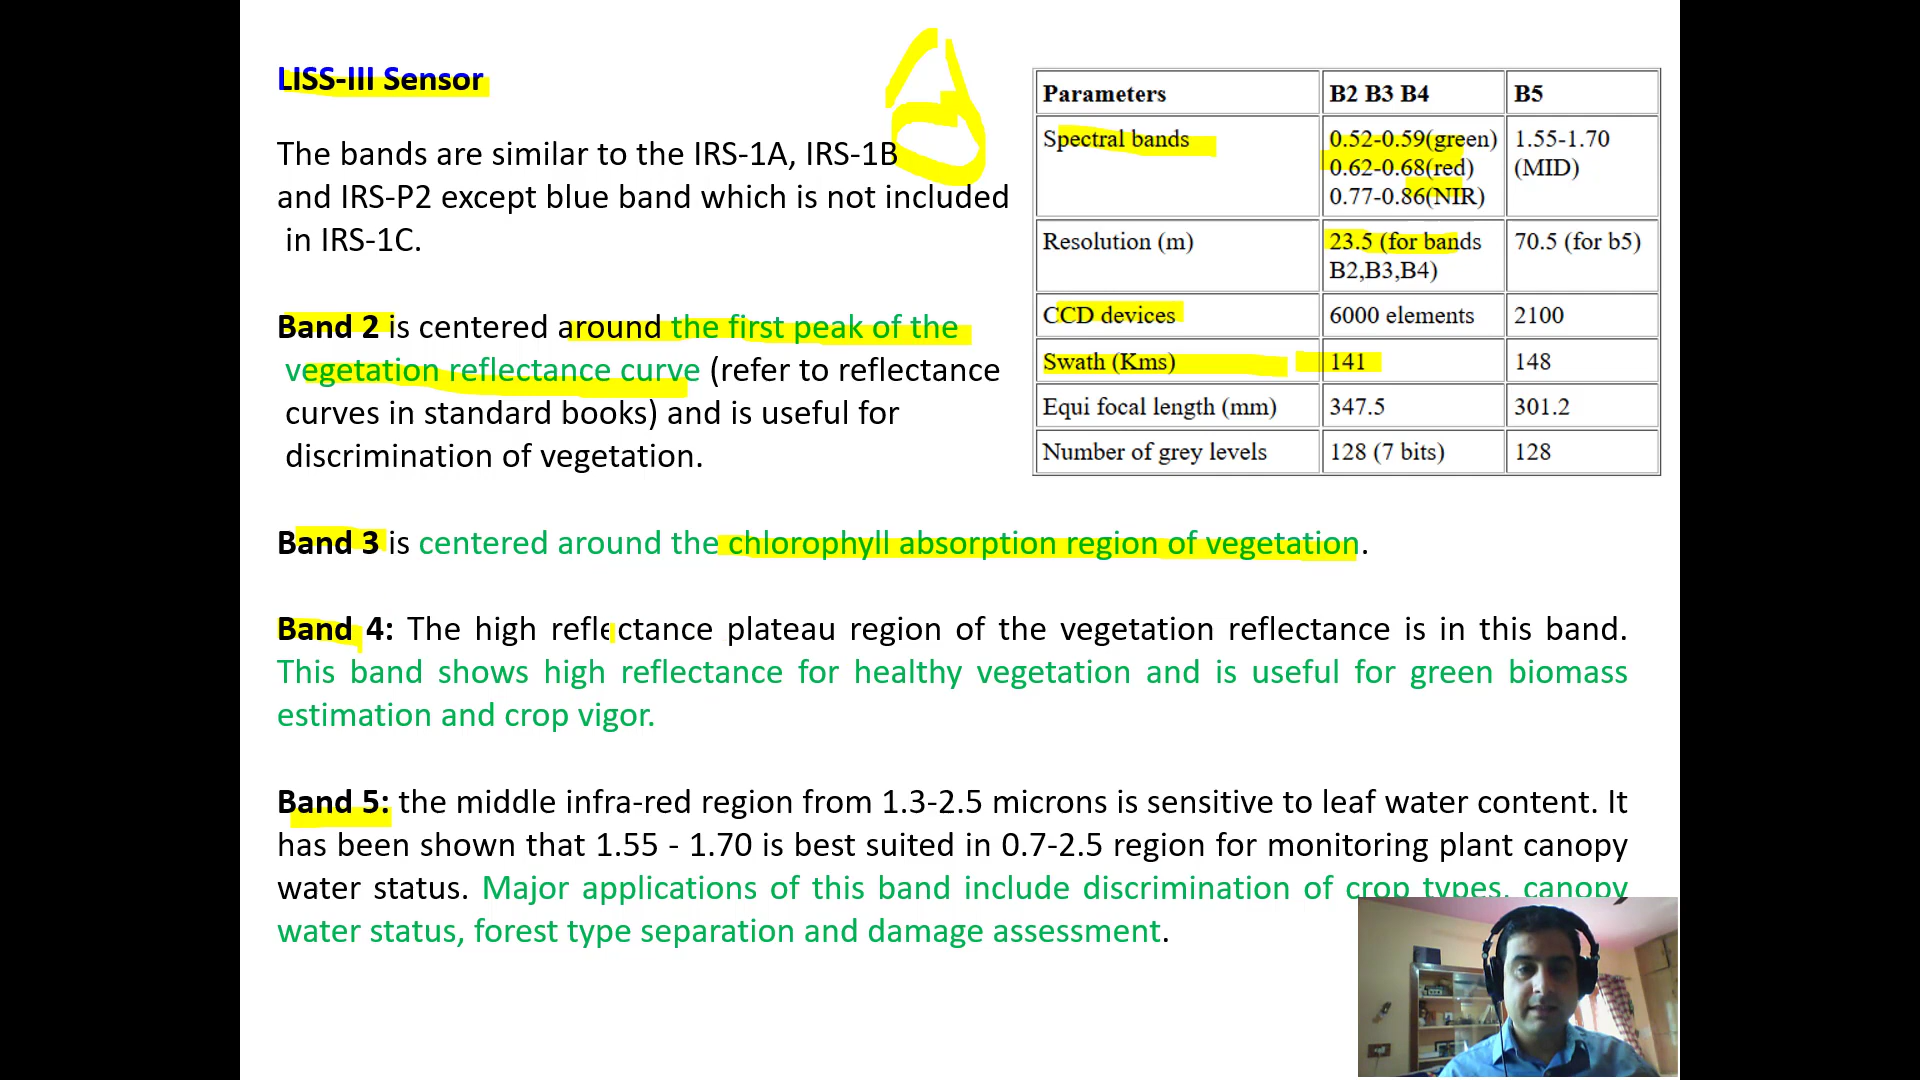 LISS-III Sensor
The bands are similar to the IRS-1A, IRS-1B
and IRS-P2 except blue band which is not included
in IRS-1C.
Band 2 is centered around the first peak of the
vegetation reflectance curve (refer to reflectance
curves in standard books) and is useful for
discrimination of vegetation.
Parameters B2 B3 B4 B5
Spectral bands 0.52-0.59(green) 1.55-1.70
0.62-0.68(red) (MID)
0.77-0.86(NIR)
Resolution (m) 23.5 (for bands 70.5 (for b5)
B2,B3,B4)
CCD devices 6000 elements 2100
Swath (Kms) 141 148
Equi focal length (mm) 347.5 301.2
Number of grey levels 128 (7 bits) 128
Band 3 is centered around the chlorophyll absorption region of vegetation.
Band 4: The high reflectance plateau region of the vegetation reflectance is in this band.
This band shows high reflectance for healthy vegetation and is useful for green biomass
estimation and crop vigor.
Band 5: the middle infra-red region from 1.3-2.5 microns is sensitive to leaf water content. It
has been shown that 1.55 - 1.70 is best suited in 0.7-2.5 region for monitoring plant canopy
water status. Major applications of this band include discrimination of crop types, canopy
water status, forest type separation and damage assessment.